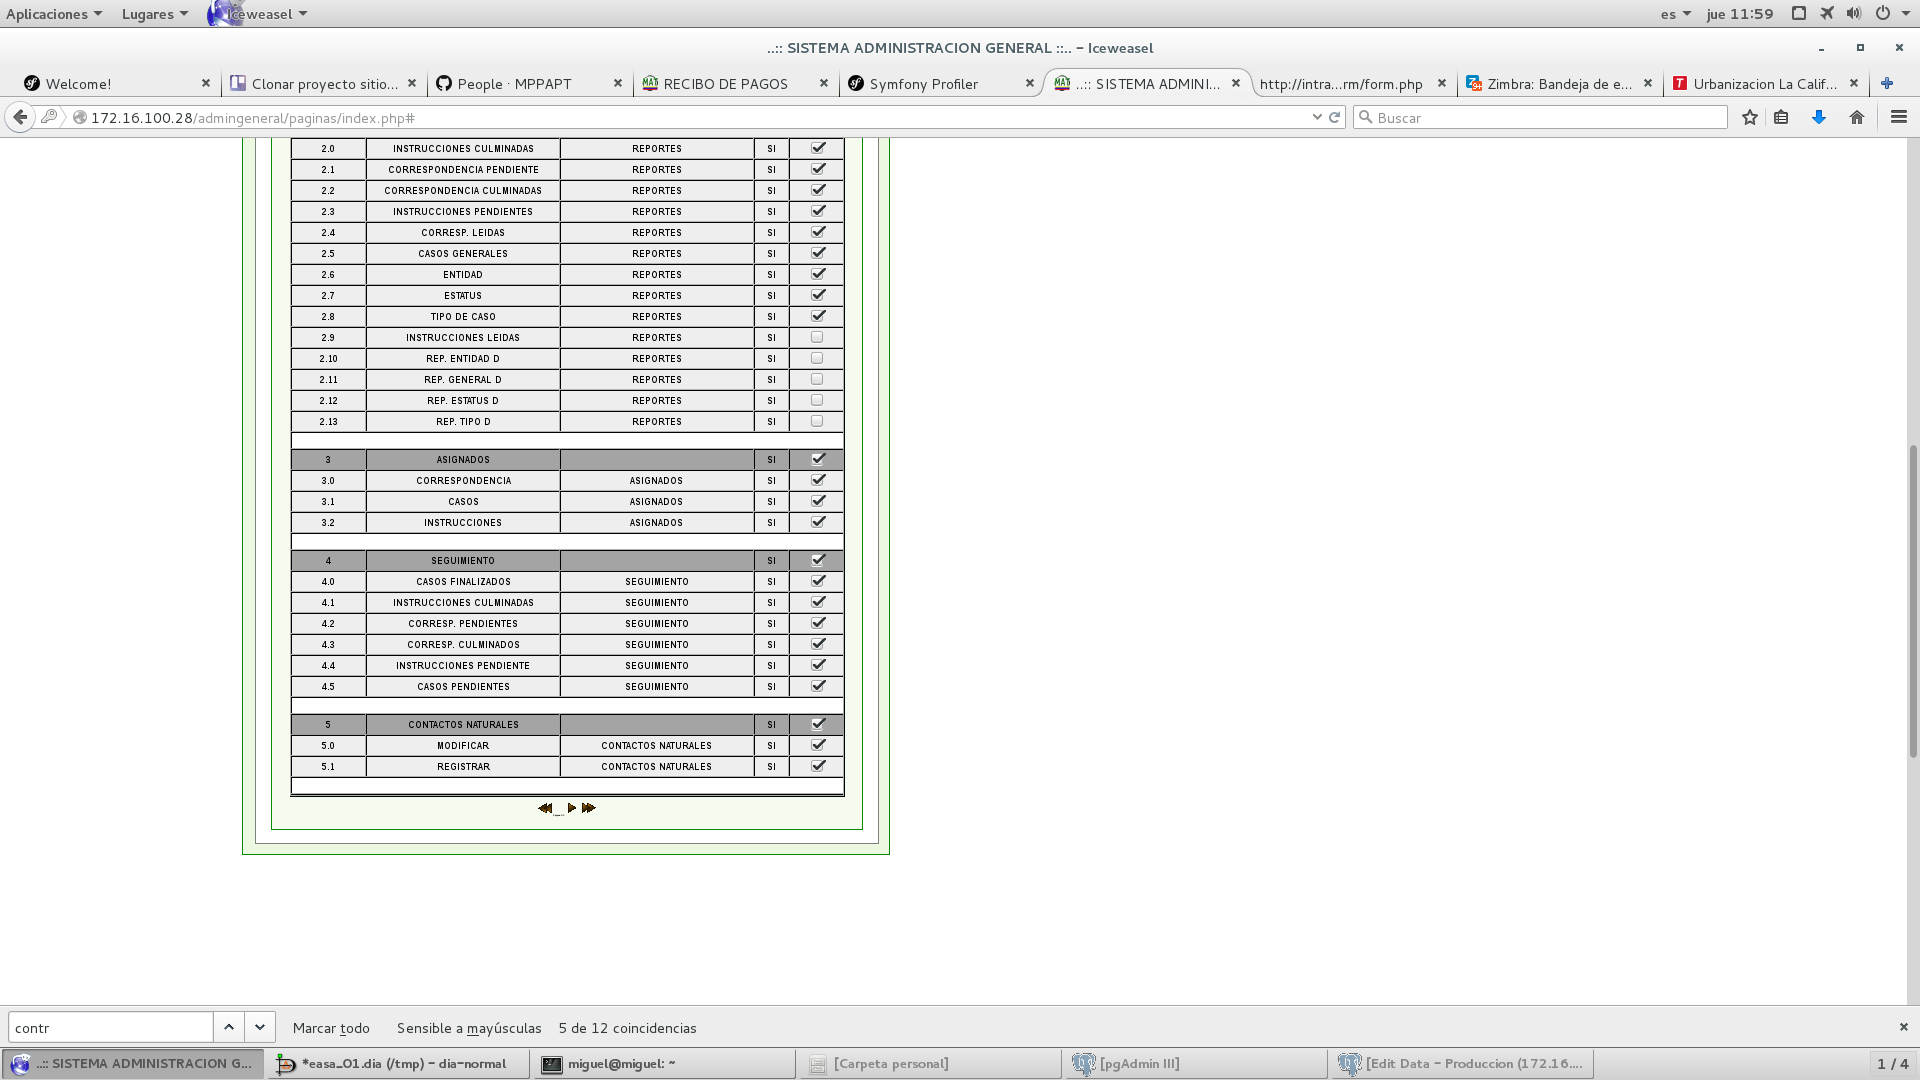 Aplicaciones Lugares Iceweasel es jue 11:59
..:: SISTEMA ADMINISTRACION GENERAL ::.. - Iceweasel
Welcome! Clonar proyecto sitio... People · MPPAPT RECIBO DE PAGOS Symfony Profiler ..:: SISTEMA ADMINI... http://intra...rm/form.php Zimbra: Bandeja de e... Urbanizacion La Calif...
172.16.100.28/admingeneral/paginas/index.php# Buscar
2.0 INSTRUCCIONES CULMINADAS REPORTES SI
2.1 CORRESPONDENCIA PENDIENTE REPORTES SI
2.2 CORRESPONDENCIA CULMINADAS REPORTES SI
2.3 INSTRUCCIONES PENDIENTES REPORTES SI
2.4 CORRESP. LEIDAS REPORTES SI
2.5 CASOS GENERALES REPORTES SI
2.6 ENTIDAD REPORTES SI
2.7 ESTATUS REPORTES SI
2.8 TIPO DE CASO REPORTES SI
2.9 INSTRUCCIONES LEIDAS REPORTES SI
2.10 REP. ENTIDAD D REPORTES SI
2.11 REP. GENERAL D REPORTES SI
2.12 REP. ESTATUS D REPORTES SI
2.13 REP. TIPO D REPORTES SI
3 ASIGNADOS SI
3.0 CORRESPONDENCIA ASIGNADOS SI
3.1 CASOS ASIGNADOS SI
3.2 INSTRUCCIONES ASIGNADOS SI
4 SEGUIMIENTO SI
4.0 CASOS FINALIZADOS SEGUIMIENTO SI
4.1 INSTRUCCIONES CULMINADAS SEGUIMIENTO SI
4.2 CORRESP. PENDIENTES SEGUIMIENTO SI
4.3 CORRESP. CULMINADOS SEGUIMIENTO SI
4.4 INSTRUCCIONES PENDIENTE SEGUIMIENTO SI
4.5 CASOS PENDIENTES SEGUIMIENTO SI
5 CONTACTOS NATURALES SI
5.0 MODIFICAR CONTACTOS NATURALES SI
5.1 REGISTRAR CONTACTOS NATURALES SI
contr Marcar todo Sensible a mayúsculas 5 de 12 coincidencias
..:: SISTEMA ADMINISTRACION G... *easa_01.dia (/tmp) - dia-normal miguel@miguel: ~ [Carpeta personal] [pgAdmin III] [Edit Data - Produccion (172.16.... 1 / 4